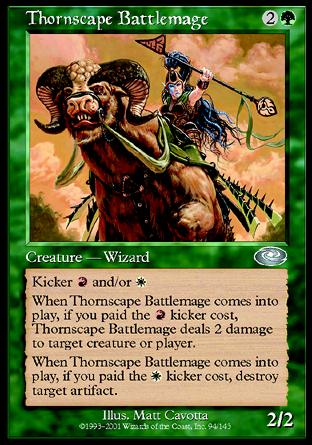 Thornscape Battlemage 2
Creature — Wizard
Kicker and/or
When Thornscape Battlemage comes into
play, if you paid the kicker cost,
Thornscape Battlemage deals 2 damage
to target creature or player.
When Thornscape Battlemage comes into
play, if you paid the kicker cost, destroy
target artifact.
Illus. Matt Cavotta
2/2
©1993-2001 Wizards of the Coast, Inc. 94/143